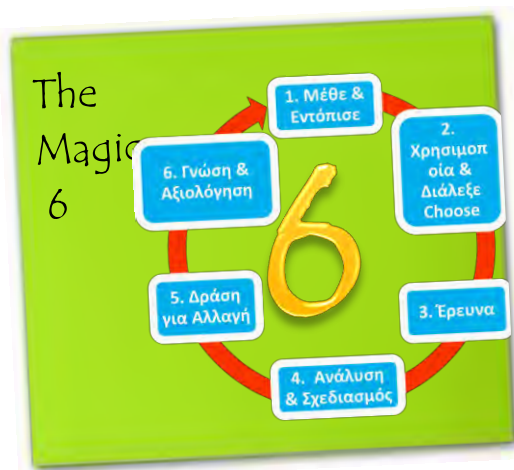 The
Magic
6
1. Μέθε &
Εντόπισε
2.
Χρησιμοπ
οία &
Διάλεξε
Choose
3. Έρευνα
4. Ανάλυση
& Σχεδιασμός
5. Δράση
για Αλλαγή
6. Γνώση &
Αξιολόγηση
6